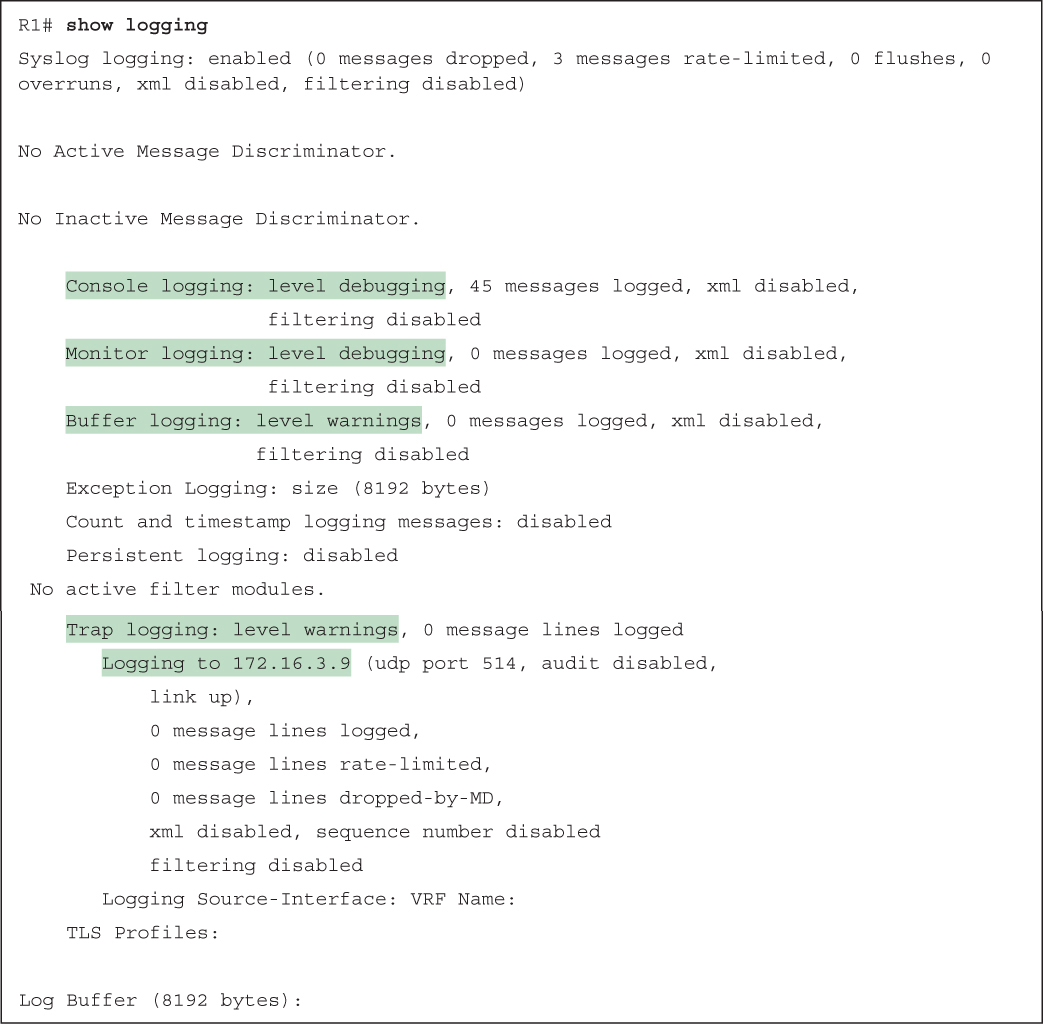 R1# show logging
Syslog logging: enabled (0 messages dropped, 3 messages rate-limited, 0 flushes, 0
overruns, xml disabled, filtering disabled)
No Active Message Discriminator.
No Inactive Message Discriminator.
Console logging: level debugging, 45 messages logged, xml disabled,
filtering disabled
Monitor logging: level debugging, 0 messages logged, xml disabled,
filtering disabled
Buffer logging: level warnings, 0 messages logged, xml disabled,
filtering disabled
Exception Logging: size (8192 bytes)
Count and timestamp logging messages: disabled
Persistent logging: disabled
No active filter modules.
Trap logging: level warnings, 0 message lines logged
Logging to 172.16.3.9 (udp port 514, audit disabled,
link up),
0 message lines logged,
0 message lines rate-limited,
0 message lines dropped-by-MD,
xml disabled, sequence number disabled
filtering disabled
Logging Source-Interface: VRF Name:
TLS Profiles:
Log Buffer (8192 bytes):